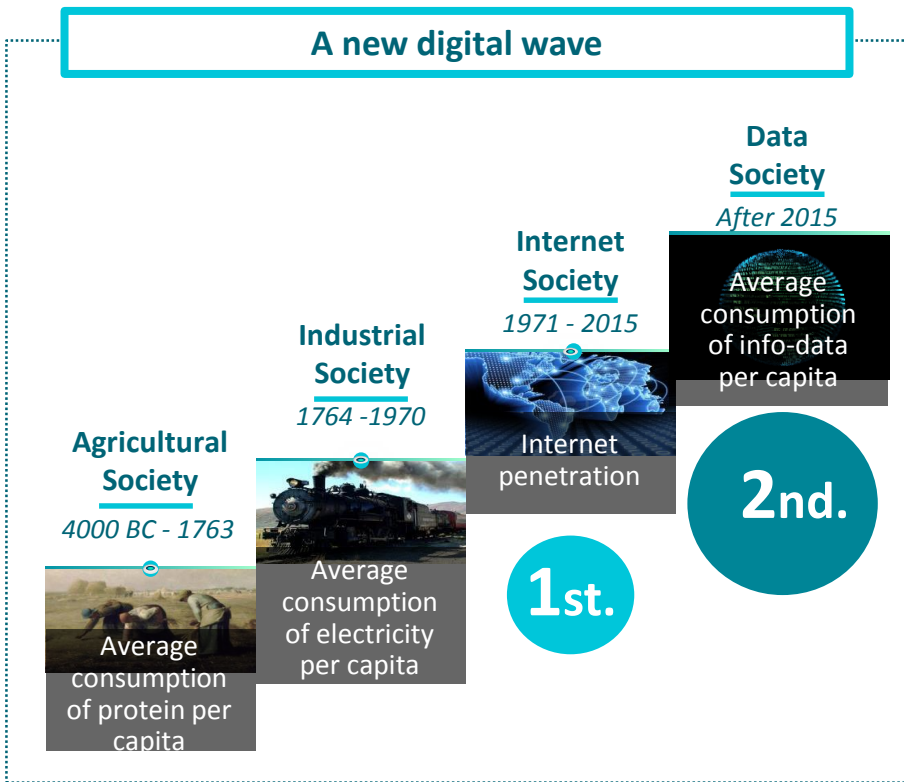 A new digital wave
Agricultural
Society
4000 BC - 1763
Average
consumption
of protein per
capita
Industrial
Society
1764 -1970
Average
consumption
of electricity
per capita
Internet
Society
1971 - 2015
Internet
penetration
1st.
Data
Society
After 2015
Average
consumption
of info-data
per capita
2nd.